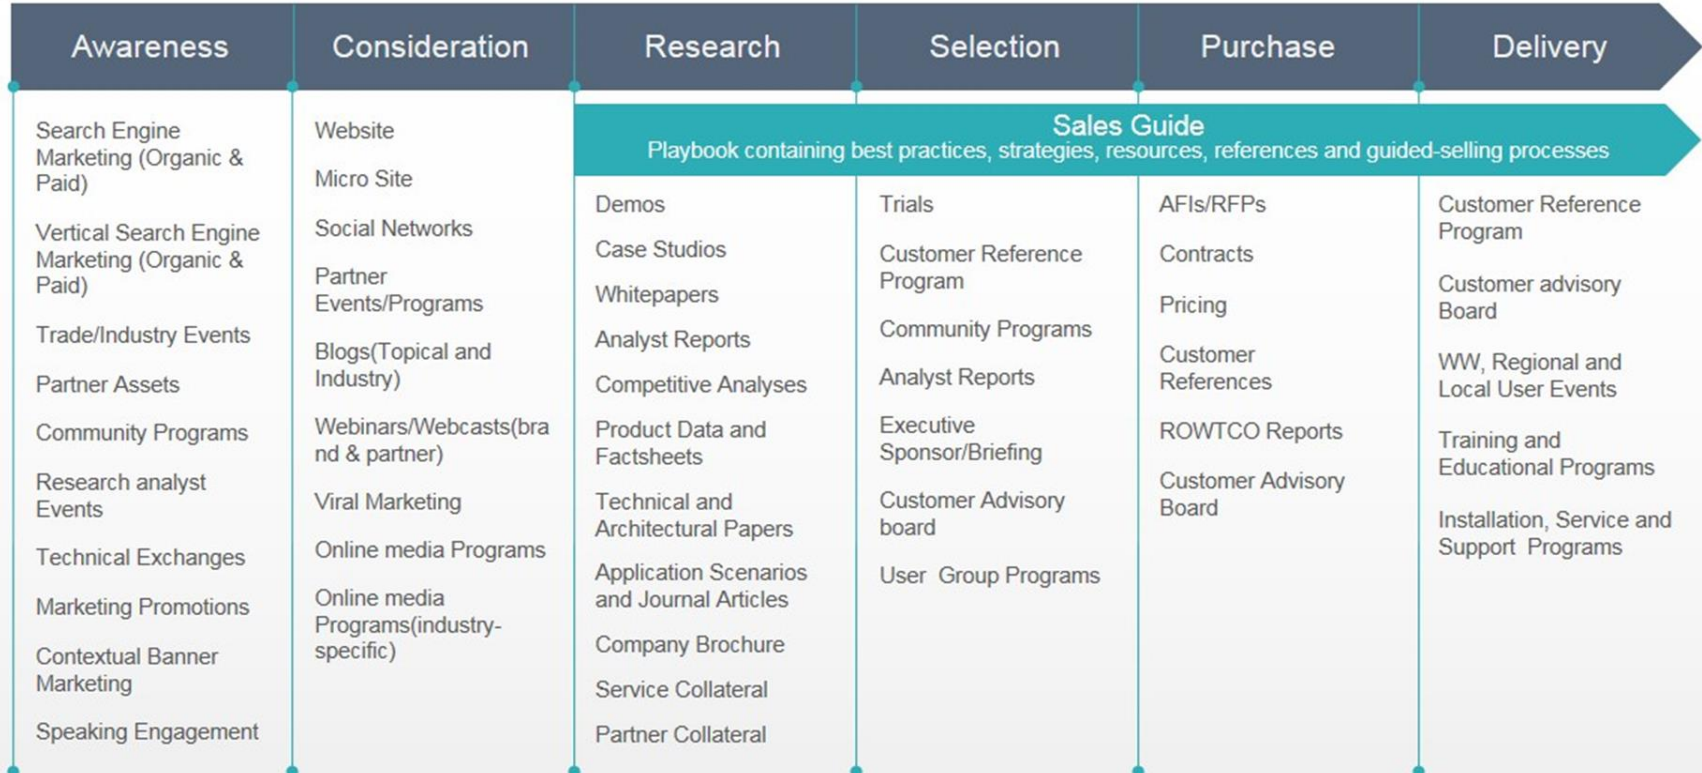 Awareness
Consideration
Research
Selection
Purchase
Delivery
Sales Guide
Playbook containing best practices, strategies, resources, references and guided-selling processes
Search Engine
Marketing (Organic &
Paid)
Vertical Search Engine
Marketing (Organic &
Paid)
Trade/Industry Events
Partner Assets
Community Programs
Research analyst
Events
Technical Exchanges
Marketing Promotions
Contextual Banner
Marketing
Speaking Engagement
Website
Micro Site
Social Networks
Partner
Events/Programs
Blogs(Topical and
Industry)
Webinars/Webcasts(bra
nd & partner)
Viral Marketing
Online media Programs
Online media
Programs(industry-
specific)
Demos
Case Studios
Whitepapers
Analyst Reports
Competitive Analyses
Product Data and
Factsheets
Technical and
Architectural Papers
Application Scenarios
and Journal Articles
Company Brochure
Service Collateral
Partner Collateral
Trials
Customer Reference
Program
Community Programs
Analyst Reports
Executive
Sponsor/Briefing
Customer Advisory
board
User Group Programs
AFIs/RFPs
Contracts
Pricing
Customer
References
ROWTCO Reports
Customer Advisory
Board
Customer Reference
Program
Customer advisory
Board
WW, Regional and
Local User Events
Training and
Educational Programs
Installation, Service and
Support Programs